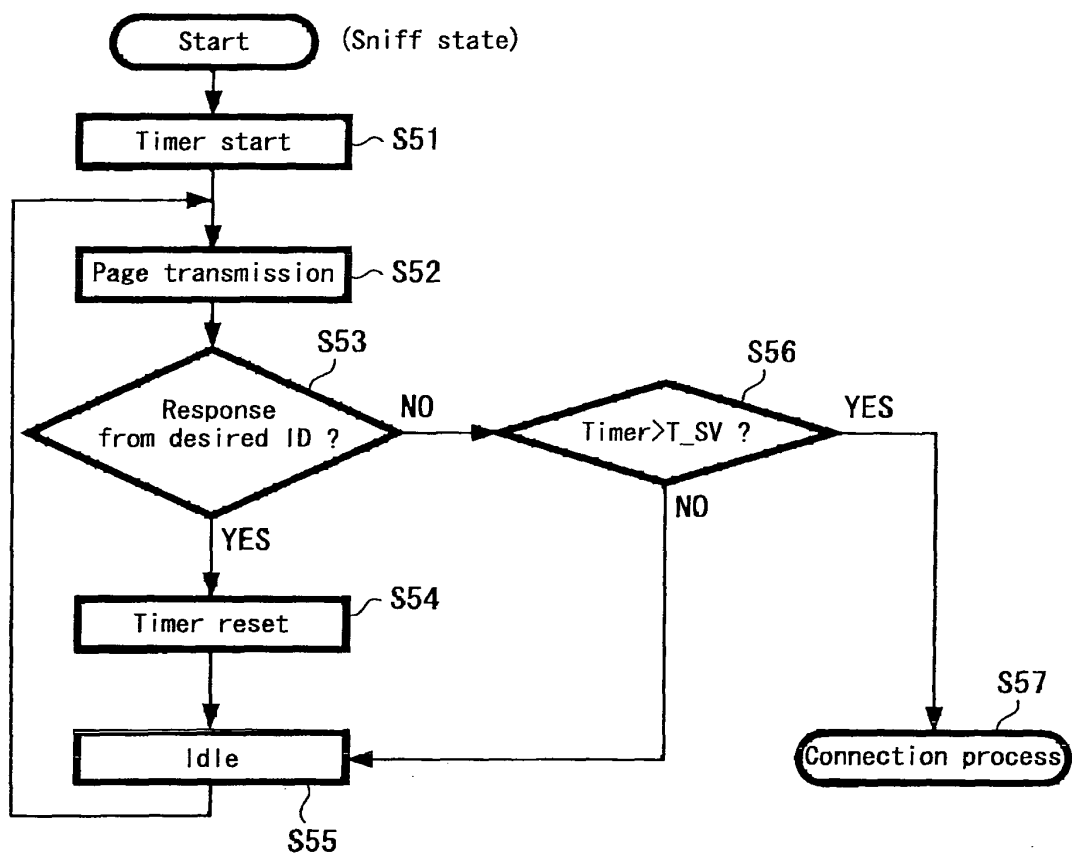 Start
(Sniff state)
Timer start
S51
Page transmission
S52
S53
Response
from desired ID ?
NO
YES
S56
Timer>T_SV ?
YES
NO
Timer reset
S54
Idle
S55
S57
Connection process